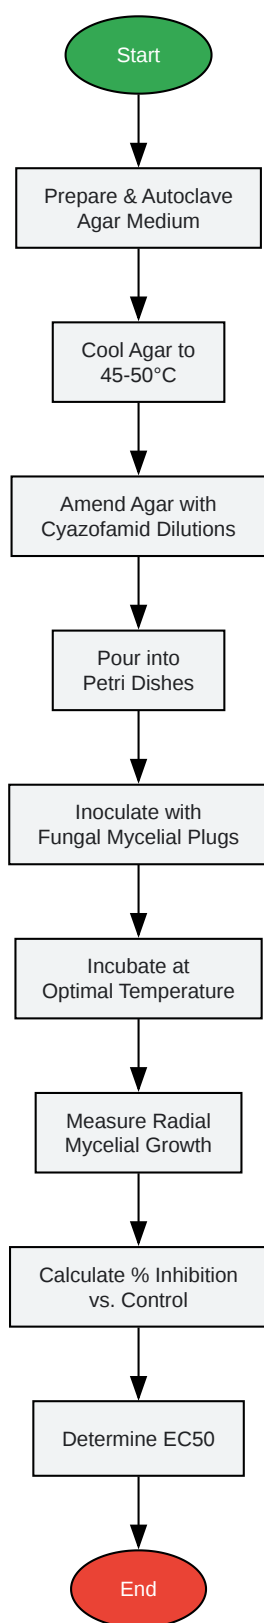 Start
Prepare & Autoclave
Agar Medium
Cool Agar to
45-50°C
Amend Agar with
Cyazofamid Dilutions
Pour into
Petri Dishes
Inoculate with
Fungal Mycelial Plugs
Incubate at
Optimal Temperature
Measure Radial
Mycelial Growth
Calculate % Inhibition
vs. Control
Determine EC50
End